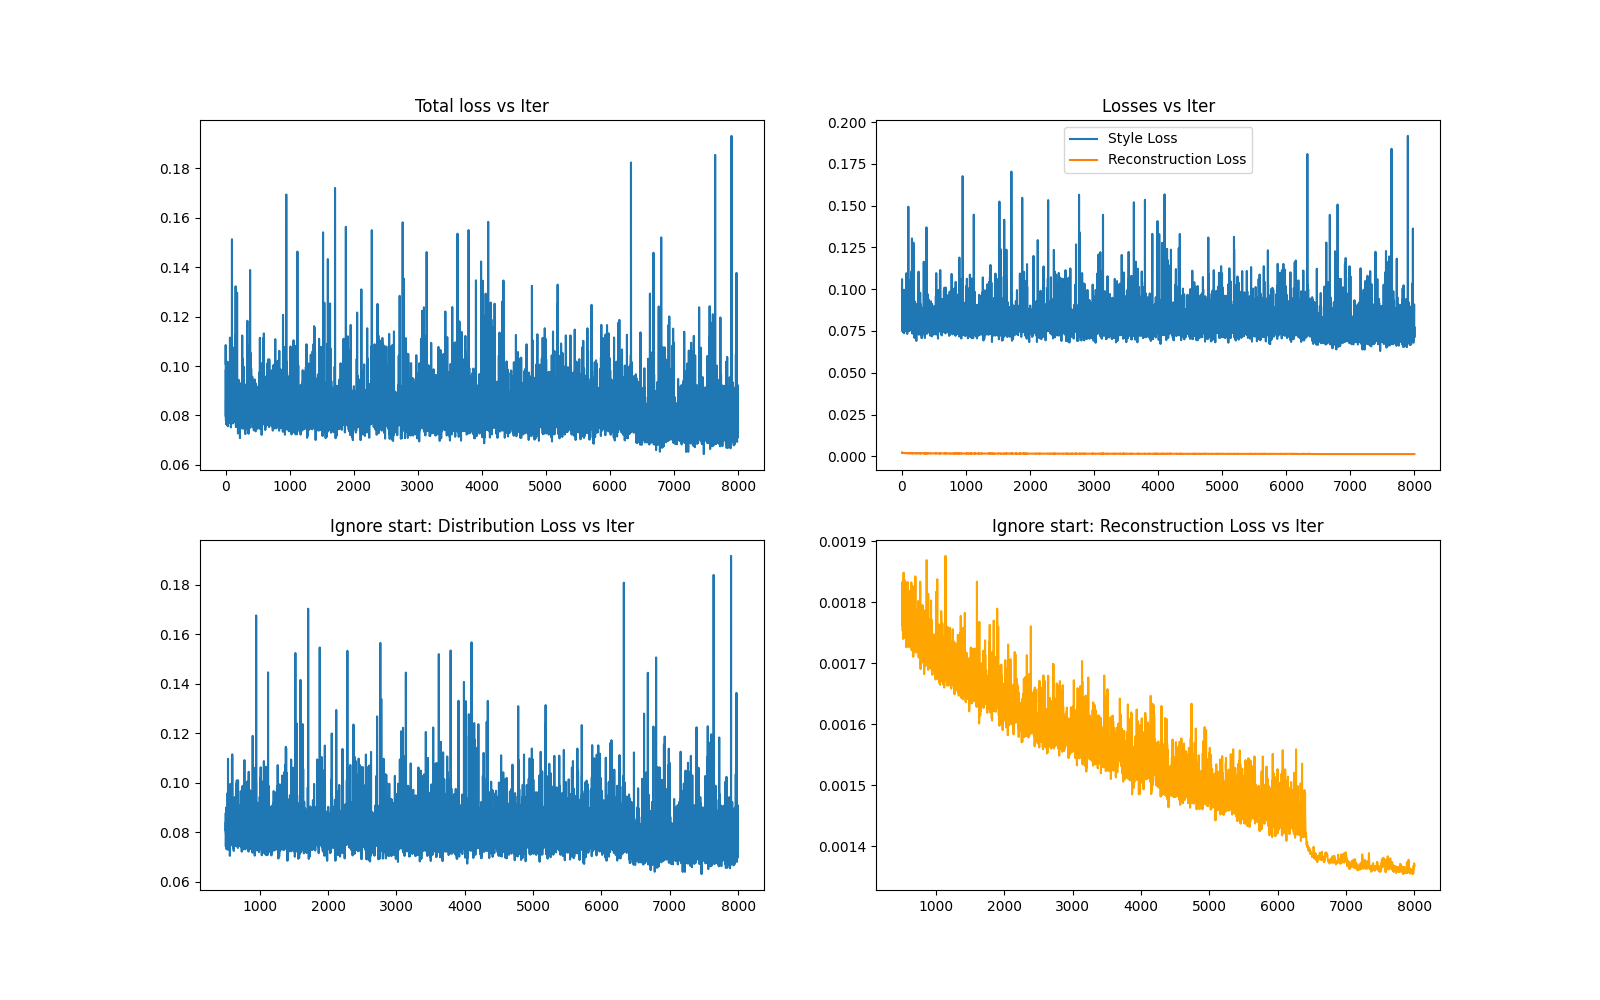 Total loss vs Iter
0.18
0.16
0.14
0.12
0.10
0.08
0.06
0 1000 2000 3000 4000 5000 6000 7000 8000
Losses vs Iter
Style Loss
Reconstruction Loss
0.200
0.175
0.150
0.125
0.100
0.075
0.050
0.025
0.000
0 1000 2000 3000 4000 5000 6000 7000 8000
Ignore start: Distribution Loss vs Iter
0.18
0.16
0.14
0.12
0.10
0.08
0.06
1000 2000 3000 4000 5000 6000 7000 8000
Ignore start: Reconstruction Loss vs Iter
0.0019
0.0018
0.0017
0.0016
0.0015
0.0014
1000 2000 3000 4000 5000 6000 7000 8000